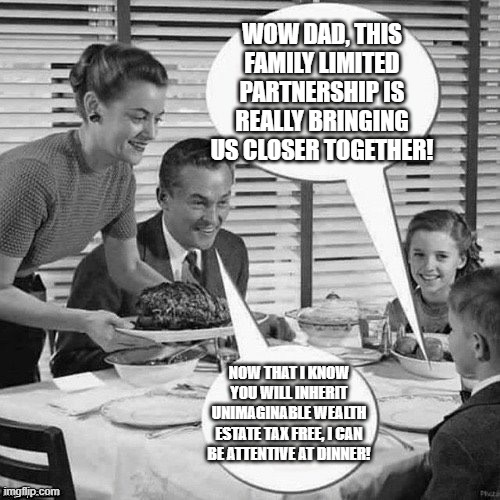 WOW DAD, THIS
FAMILY LIMITED
PARTNERSHIP IS
REALLY BRINGING
US CLOSER TOGETHER!
NOW THAT I KNOW
YOU WILL INHERIT
UNIMAGINABLE WEALTH
ESTATE TAX FREE, I CAN
BE ATTENTIVE AT DINNER!
imgflip.com